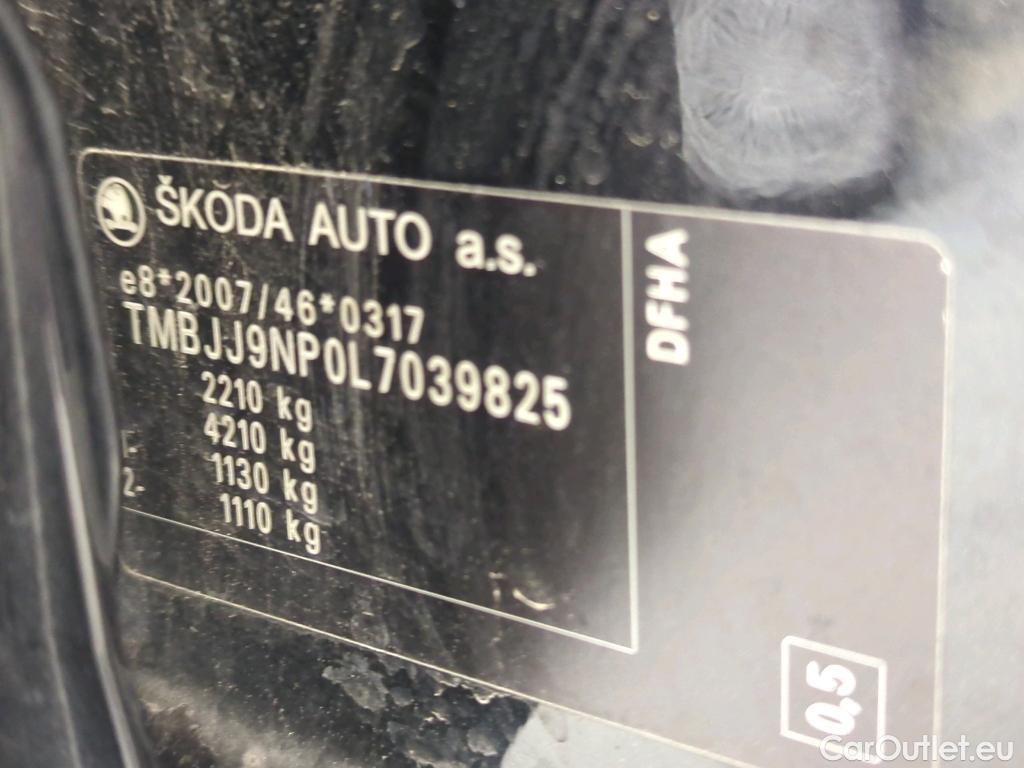 ŠKODA AUTO a.s.
e8*2007/46*0317
TMBJJ9NP0L7039825
2210 kg
4210 kg
1- 1130 kg
2- 1110 kg
DFHA
0,5
CarOutlet.eu